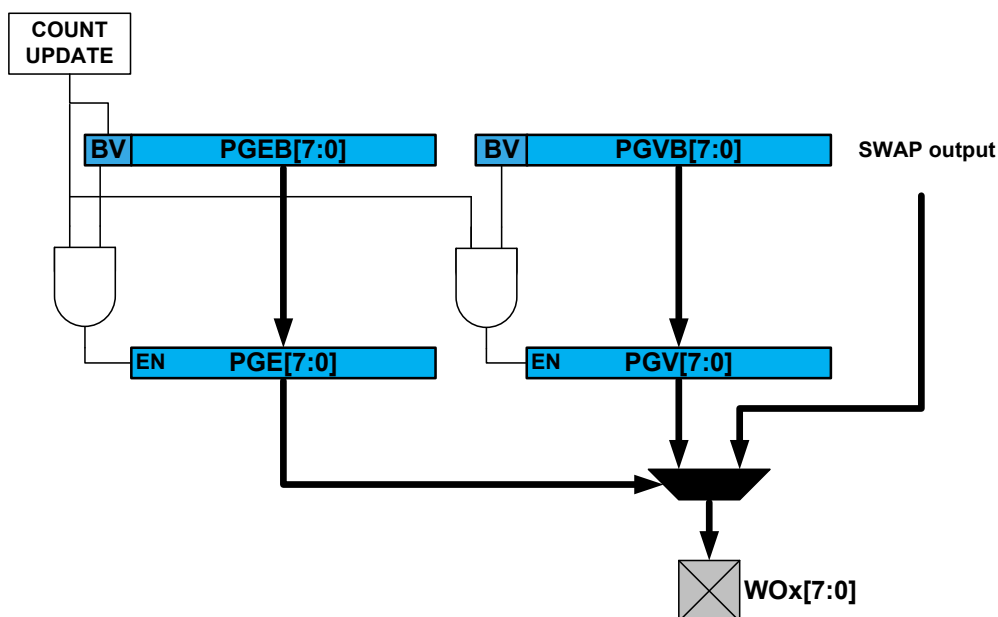 COUNT
UPDATE
BV PGEB[7:0] BV PGVB[7:0] SWAP output
EN PGE[7:0] EN PGV[7:0]
WOx[7:0]